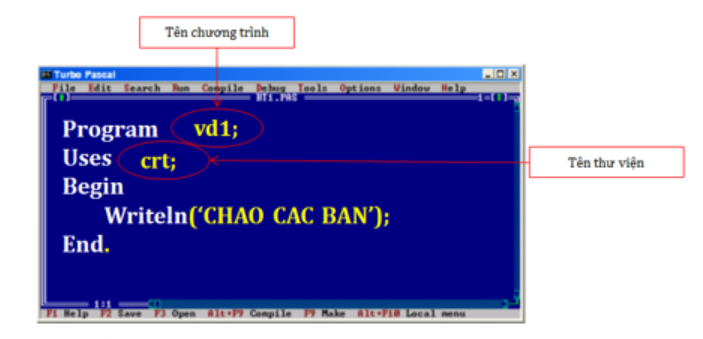 Tên chương trình
Turbo Pascal
File Edit Search Run Compile Debug Tools Options Window Help
BT1.PAS 1
Program vd1;
Uses crt;
Tên thư viện
Begin
Writeln(‘CHAO CAC BAN’);
End.
1:1
F1 Help F2 Save F3 Open Alt+F9 Compile F9 Make Alt+F10 Local menu